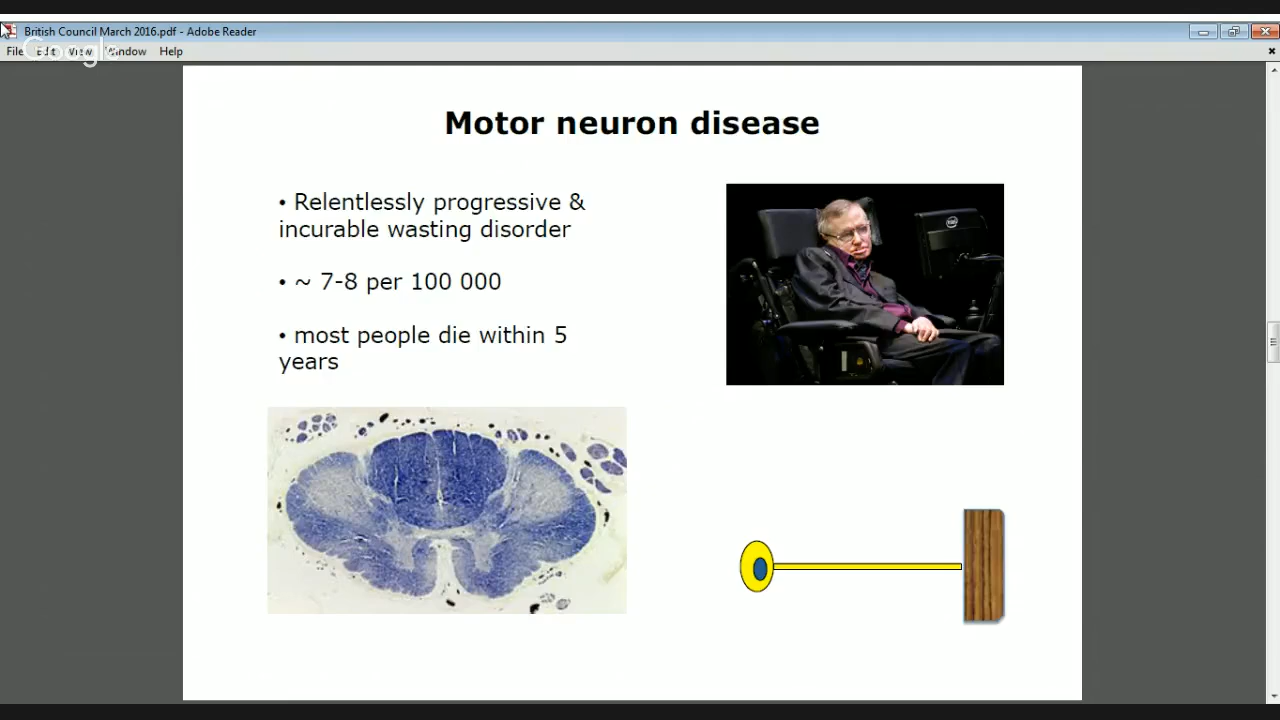 British Council March 2016.pdf - Adobe Reader
File Edit View Window Help
Google
Motor neuron disease
• Relentlessly progressive &
incurable wasting disorder
• ~ 7-8 per 100 000
• most people die within 5
years